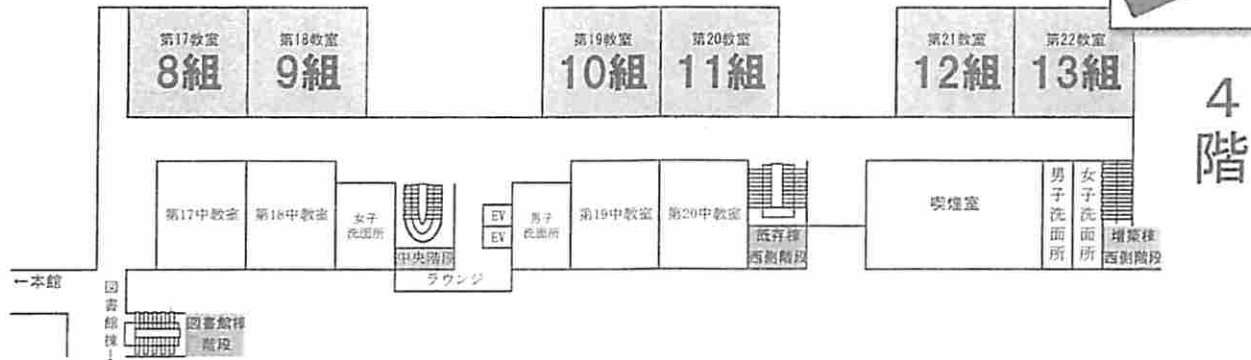 第17教室
8組
第18教室
9組
第19教室
10組
第20教室
11組
第21教室
12組
第22教室
13組
4階
第17中教室
第18中教室
女子
洗面所
中央階段
ラウンジ
EV
EV
男子
洗面所
第19中教室
第20中教室
既存棟
西側階段
喫煙室
男子洗面所
女子洗面所
増築棟
西側階段
←本館
図書館棟
図書館棟
階段